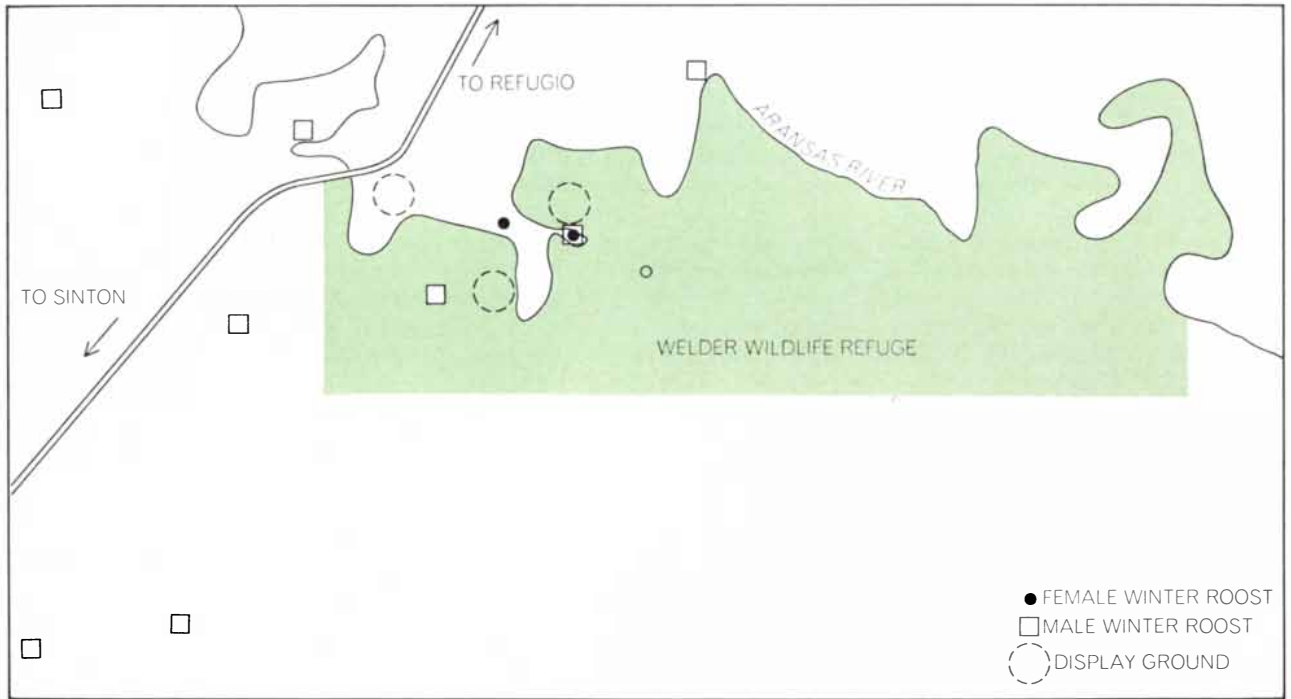 TO REFUGIO
ARANSAS RIVER
TO SINTON
WELDER WILDLIFE REFUGE
FEMALE WINTER ROOST
MALE WINTER ROOST
DISPLAY GROUND